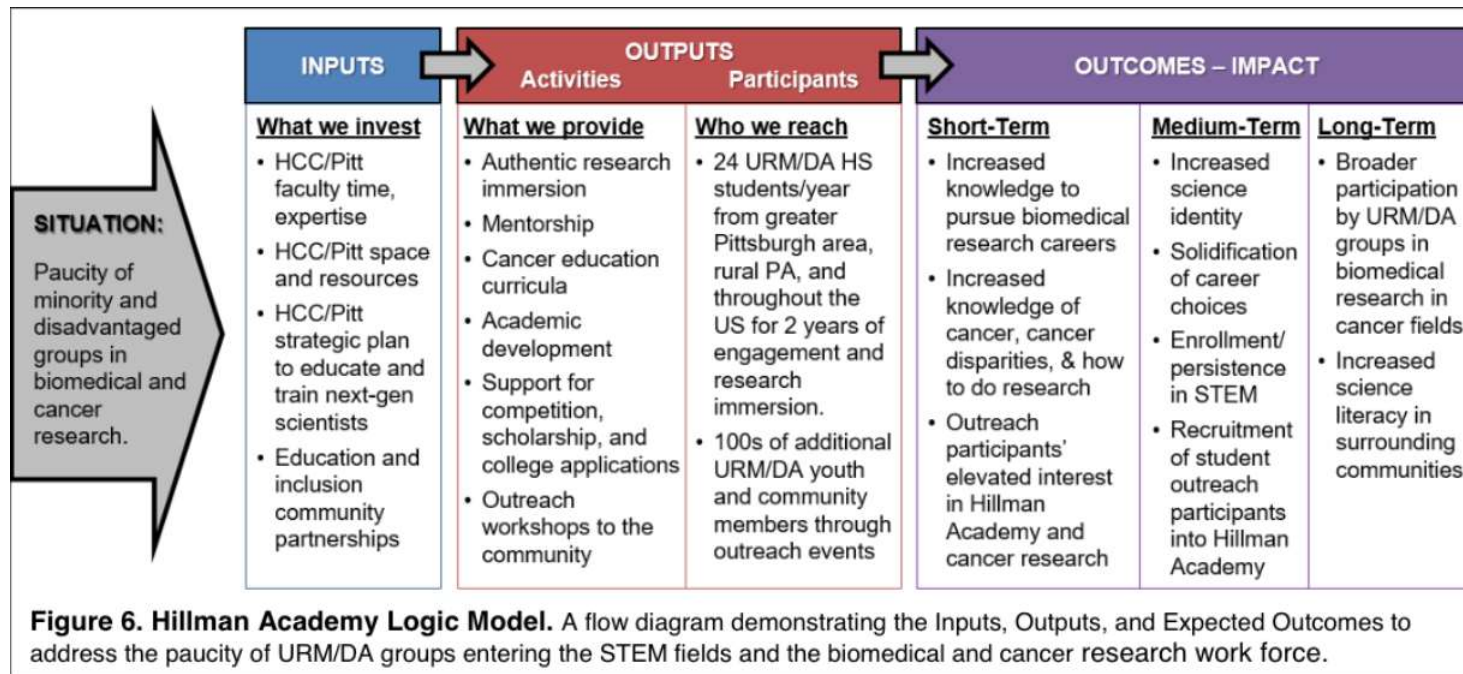 INPUTS
OUTPUTS
Activities
Participants
OUTCOMES – IMPACT
SITUATION:
Paucity of
minority and
disadvantaged
groups in
biomedical and
cancer
research.
What we invest
• HCC/Pitt
faculty time,
expertise
• HCC/Pitt space
and resources
• HCC/Pitt
strategic plan
to educate and
train next-gen
scientists
• Education and
inclusion
community
partnerships
What we provide
• Authentic research
immersion
• Mentorship
• Cancer education
curricula
• Academic
development
• Support for
competition,
scholarship, and
college applications
• Outreach
workshops to the
community
Who we reach
• 24 URM/DA HS
students/year
from greater
Pittsburgh area,
rural PA, and
throughout the
US for 2 years of
engagement and
research
immersion.
• 100s of additional
URM/DA youth
and community
members through
outreach events
Short-Term
• Increased
knowledge to
pursue biomedical
research careers
• Increased
knowledge of
cancer, cancer
disparities, & how
to do research
• Outreach
participants’
elevated interest
in Hillman
Academy and
cancer research
Medium-Term
• Increased
science
identity
• Solidification
of career
choices
• Enrollment/
persistence
in STEM
• Recruitment
of student
outreach
participants
into Hillman
Academy
Long-Term
• Broader
participation
by URM/DA
groups in
biomedical
research in
cancer fields
• Increased
science
literacy in
surrounding
communities
Figure 6. Hillman Academy Logic Model. A flow diagram demonstrating the Inputs, Outputs, and Expected Outcomes to
address the paucity of URM/DA groups entering the STEM fields and the biomedical and cancer research work force.